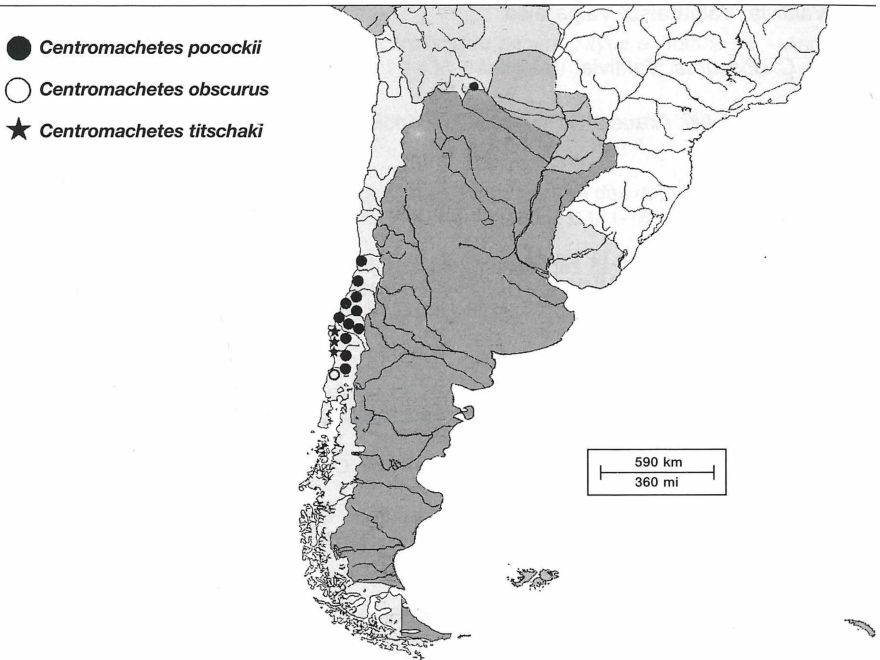 Centromachetes pocockii
Centromachetes obscurus
Centromachetes titschaki
590 km
360 mi